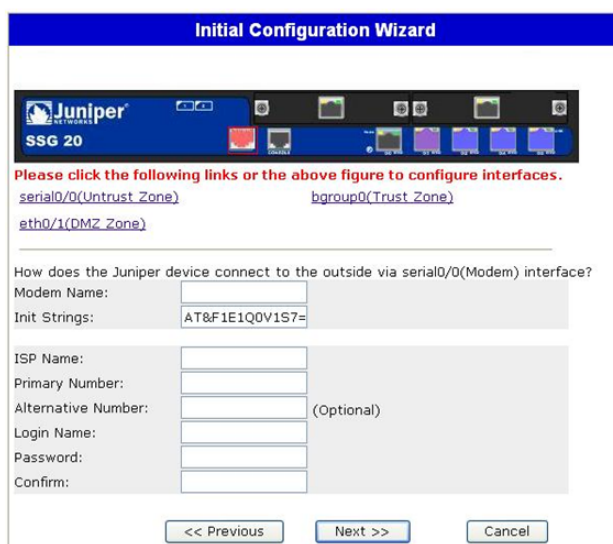 Initial Configuration Wizard
Juniper
NETWORKS
SSG 20
CONSOLE
Please click the following links or the above figure to configure interfaces.
serial0/0(Untrust Zone) bgroup0(Trust Zone)
eth0/1(DMZ Zone)
How does the Juniper device connect to the outside via serial0/0(Modem) interface?
Modem Name:
Init Strings: AT&F1E1Q0V1S7=
ISP Name:
Primary Number:
Alternative Number: (Optional)
Login Name:
Password:
Confirm:
<< Previous Next >> Cancel